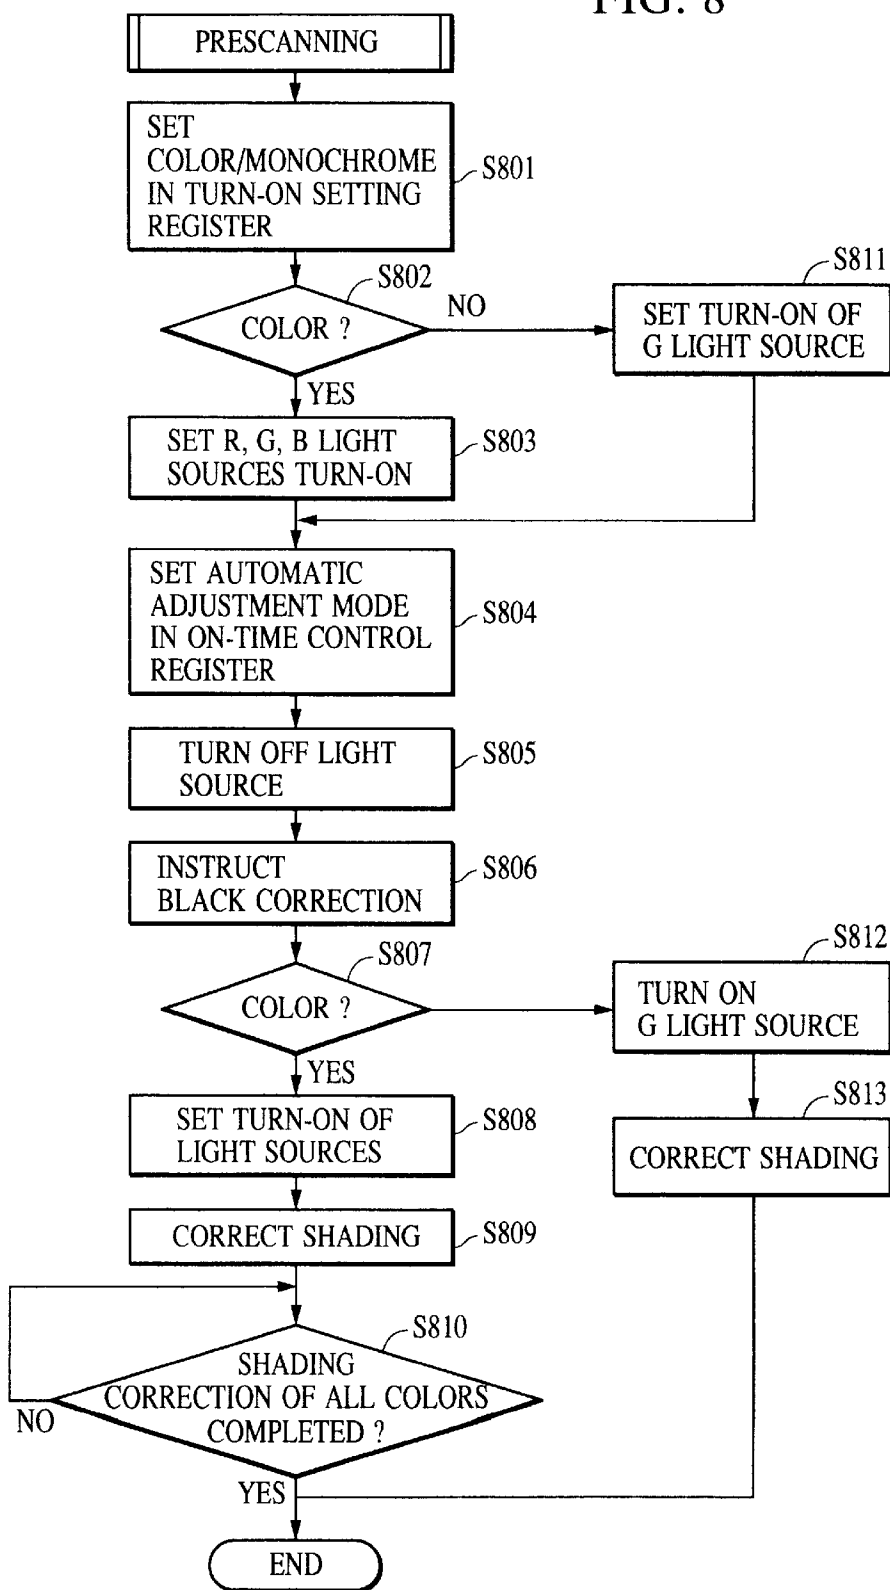 FIG. 8
PRESCANNING
SET
COLOR/MONOCHROME
IN TURN-ON SETTING
REGISTER
S801
S802
COLOR ?
NO
YES
S811
SET TURN-ON OF
G LIGHT SOURCE
SET R, G, B LIGHT
SOURCES TURN-ON
S803
SET AUTOMATIC
ADJUSTMENT MODE
IN ON-TIME CONTROL
REGISTER
S804
TURN OFF LIGHT
SOURCE
S805
INSTRUCT
BLACK CORRECTION
S806
S807
COLOR ?
YES
S812
TURN ON
G LIGHT SOURCE
SET TURN-ON OF
LIGHT SOURCES
S808
S813
CORRECT SHADING
CORRECT SHADING
S809
S810
SHADING
CORRECTION OF ALL COLORS
COMPLETED ?
NO
YES
END